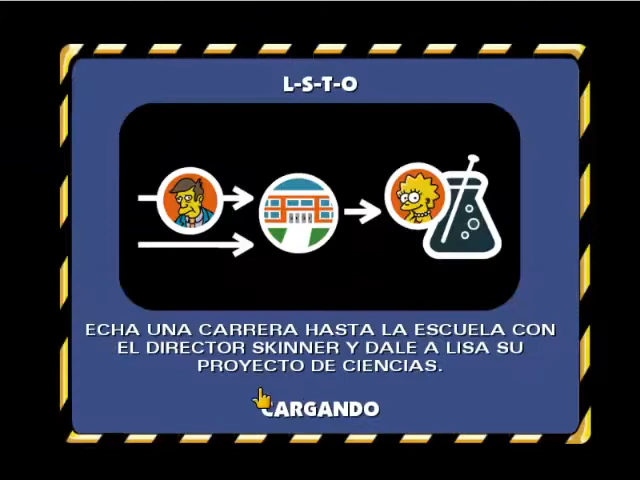 L-S-T-O
ECHA UNA CARRERA HASTA LA ESCUELA CON
EL DIRECTOR SKINNER Y DALE A LISA SU
PROYECTO DE CIENCIAS.
CARGANDO